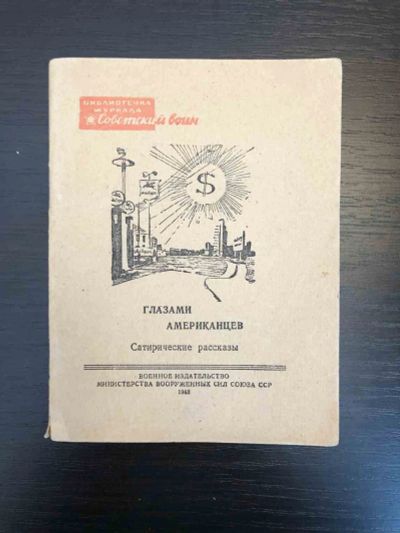 БИБЛИОТЕЧКА
ЖУРНАЛА
Советский воин
$
ГЛАЗАМИ
АМЕРИКАНЦЕВ
Сатирические рассказы
ВОЕННОЕ ИЗДАТЕЛЬСТВО
МИНИСТЕРСТВА ВООРУЖЕННЫХ СИЛ СОЮЗА ССР